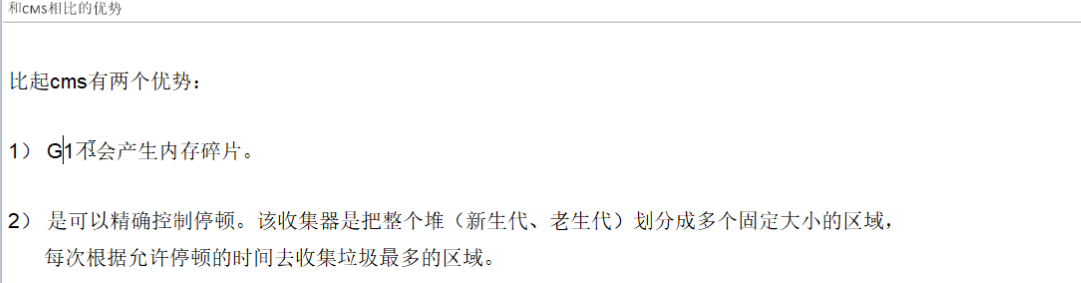 和CMS相比的优势
比起cms有两个优势：
1） G1不会产生内存碎片。
2） 是可以精确控制停顿。该收集器是把整个堆（新生代、老生代）划分成多个固定大小的区域，
每次根据允许停顿的时间去收集垃圾最多的区域。